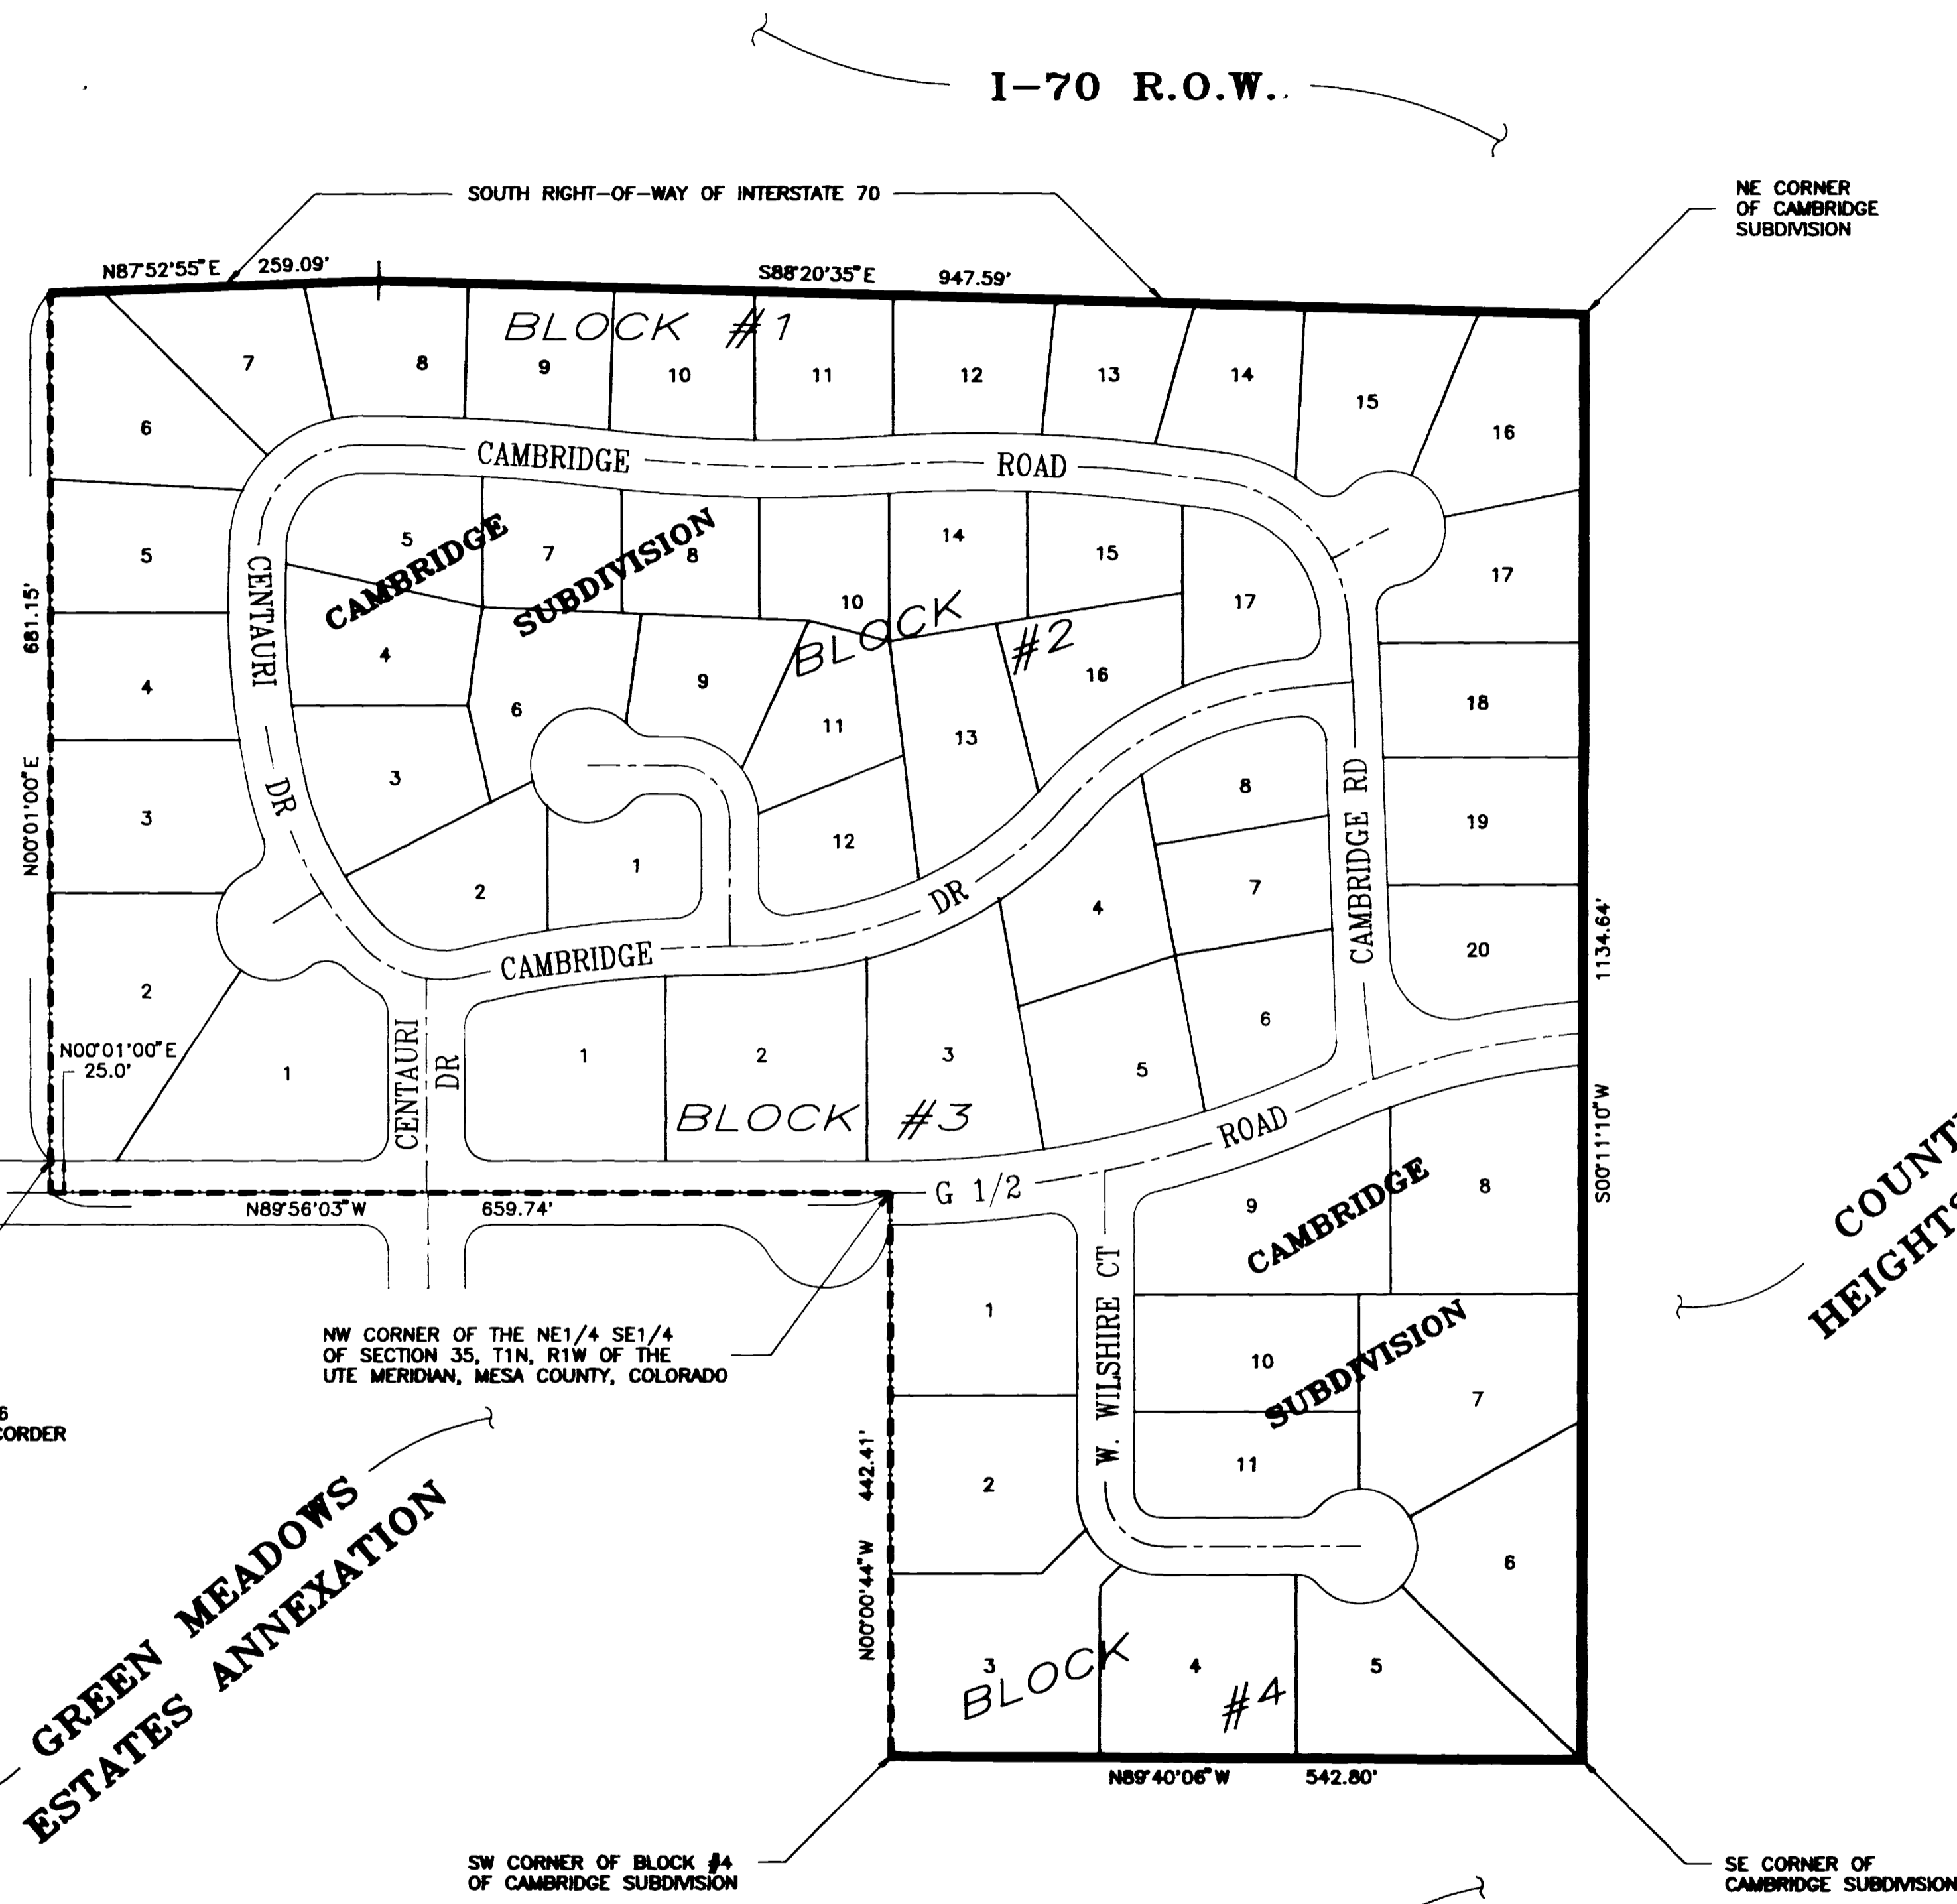 I-70 R.O.W.
SOUTH RIGHT-OF-WAY OF INTERSTATE 70
NE CORNER
OF CAMBRIDGE
SUBDIVISION
N87°52'55"E 259.09'
S88°20'35"E 947.59'
BLOCK #1
7
8
9
10
11
12
13
14
15
16
6
CAMBRIDGE ROAD
5
4
3
2
1
17
18
19
20
CENTAURI DR
CAMBRIDGE
SUBDIVISION
BLOCK #2
5
7
8
10
14
15
17
4
6
9
11
13
16
3
12
2
1
681.15'
N00°01'00"E
N00°01'00"E
25.0'
CAMBRIDGE DR
CAMBRIDGE RD
CENTAURI
DR
8
7
4
6
5
1
2
3
BLOCK #3
1134.64'
S00°11'10"W
G 1/2 ROAD
N89°56'03"W 659.74'
CAMBRIDGE
SUBDIVISION
9
8
1
10
7
11
2
6
3
4
5
BLOCK #4
W. WILSHIRE CT
COUNT
HEIGHTS
NW CORNER OF THE NE1/4 SE1/4
OF SECTION 35, T1N, R1W OF THE
UTE MERIDIAN, MESA COUNTY, COLORADO
6
CORDER
442.41'
N00°00'44"W
GREEN MEADOWS
ESTATES ANNEXATION
N89°40'06"W 542.80'
SW CORNER OF BLOCK #4
OF CAMBRIDGE SUBDIVISION
SE CORNER OF
CAMBRIDGE SUBDIVISION